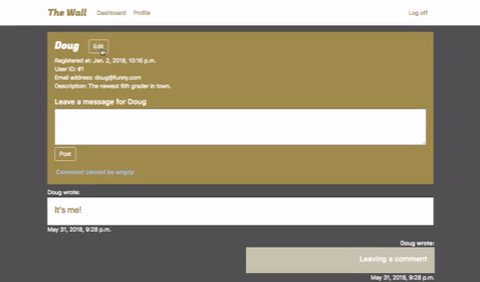 The Wall Dashboard Profile Log off
Doug Edit
Registered at: Jan. 2, 2018, 10:16 p.m.
User ID: #1
Email address: doug@funny.com
Description: The newest 6th grader in town.
Leave a message for Doug
Post
Comment cannot be empty
Doug wrote:
It's me!
May 31, 2018, 9:28 p.m.
Doug wrote:
Leaving a comment
May 31, 2018, 9:28 p.m.